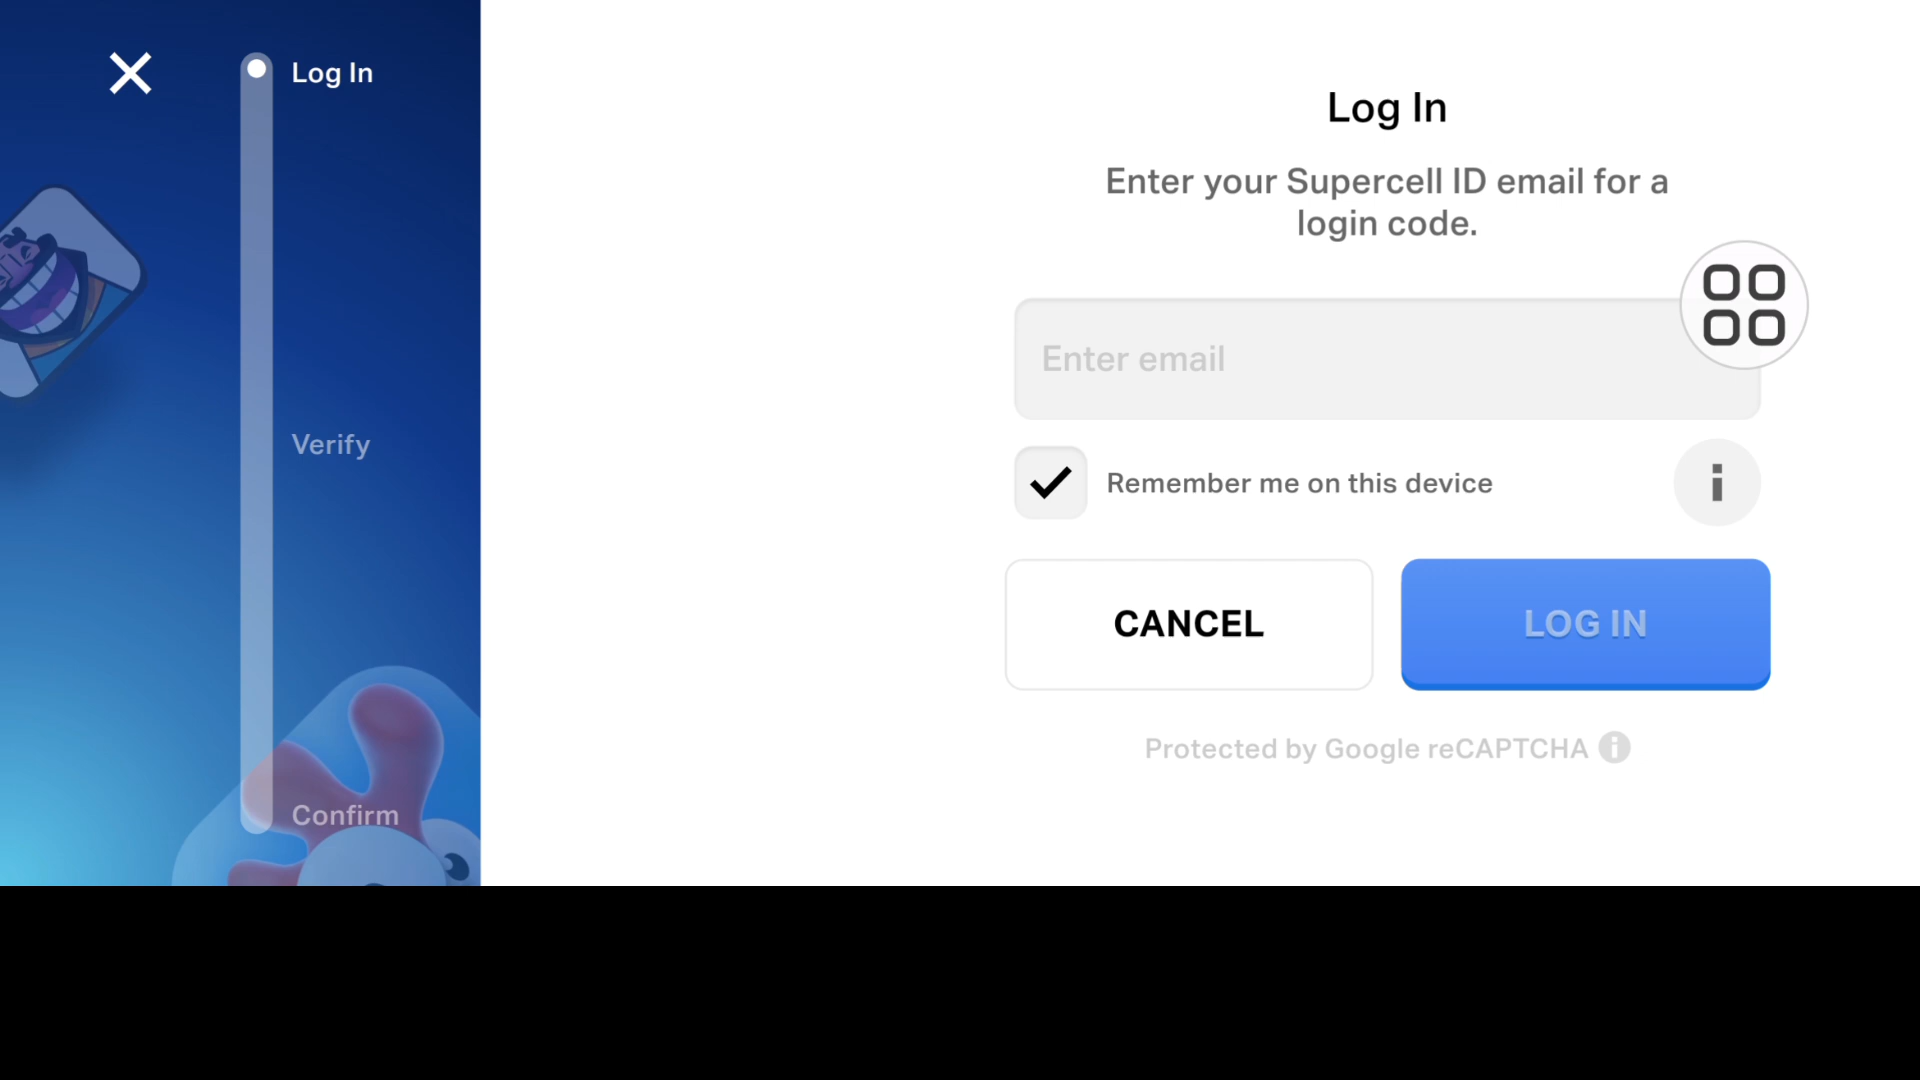 Log In
Verify
Confirm
Log In
Enter your Supercell ID email for a
login code.
Enter email
Remember me on this device
CANCEL
LOG IN
Protected by Google reCAPTCHA